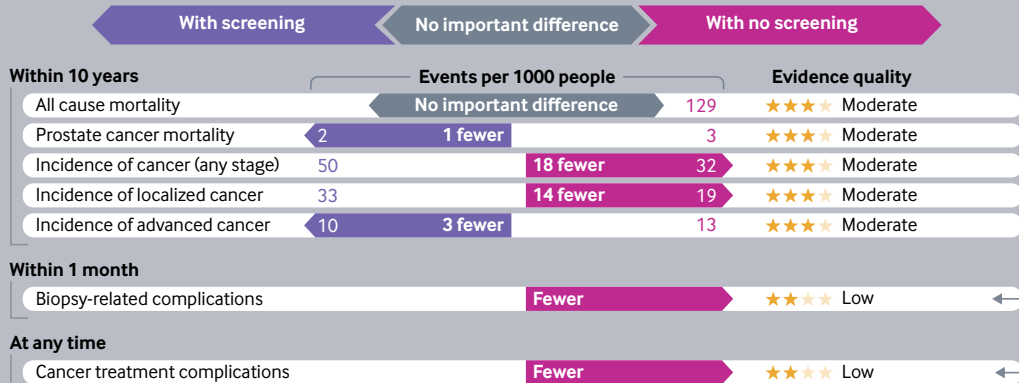 With screening No important difference With no screening
Within 10 years Events per 1000 people Evidence quality
All cause mortality No important difference 129 Moderate
Prostate cancer mortality 2 1 fewer 3 Moderate
Incidence of cancer (any stage) 50 18 fewer 32 Moderate
Incidence of localized cancer 33 14 fewer 19 Moderate
Incidence of advanced cancer 10 3 fewer 13 Moderate
Within 1 month
Biopsy-related complications Fewer Low
At any time
Cancer treatment complications Fewer Low